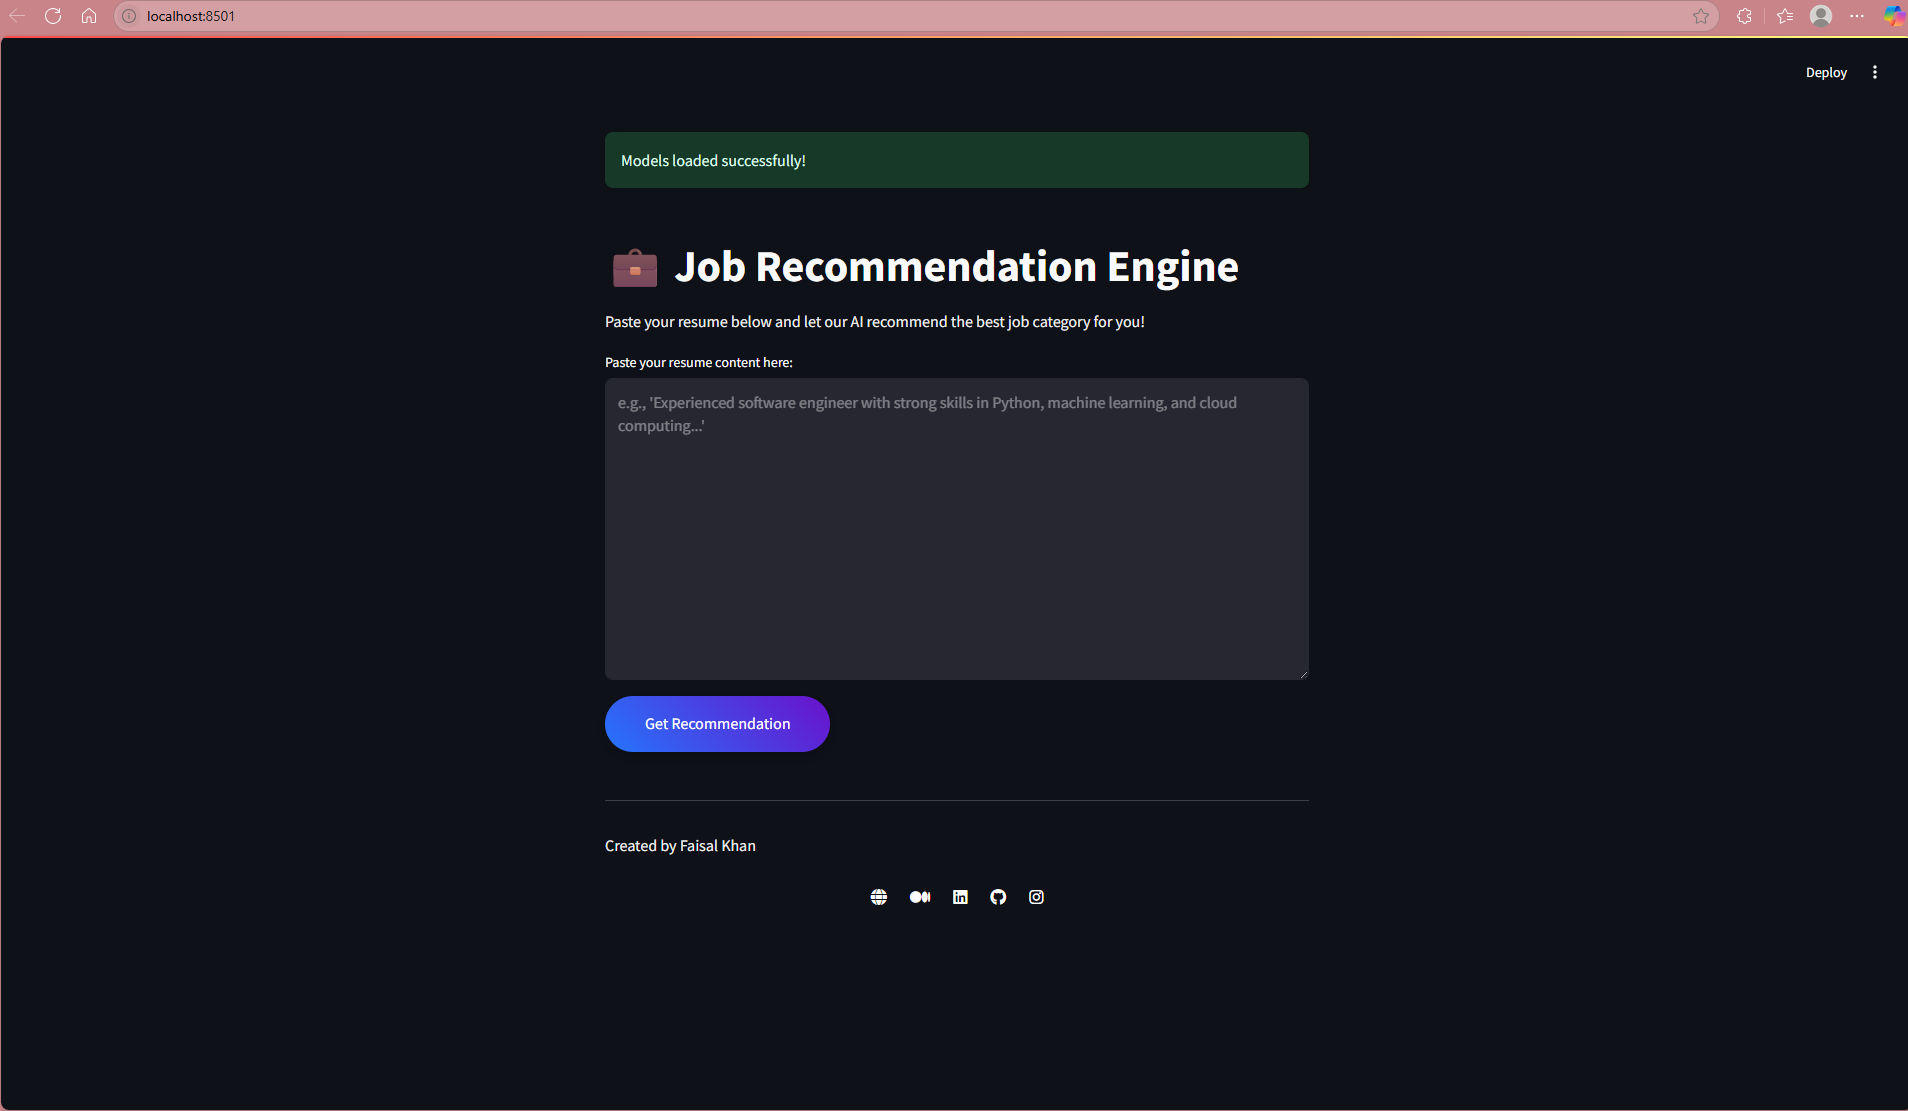 localhost:8501
Deploy
Models loaded successfully!
Job Recommendation Engine
Paste your resume below and let our AI recommend the best job category for you!
Paste your resume content here:
e.g., 'Experienced software engineer with strong skills in Python, machine learning, and cloud
computing...'
Get Recommendation
Created by Faisal Khan
in